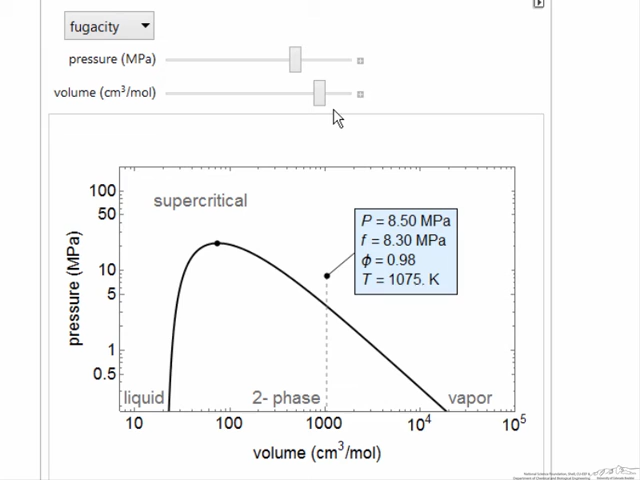 fugacity
pressure (MPa)
volume (cm³/mol)
supercritical
P = 8.50 MPa
f = 8.30 MPa
ϕ = 0.98
T = 1075. K
100
50
10
5
1
0.5
pressure (MPa)
liquid
2- phase
vapor
10
100
1000
10⁴
10⁵
volume (cm³/mol)